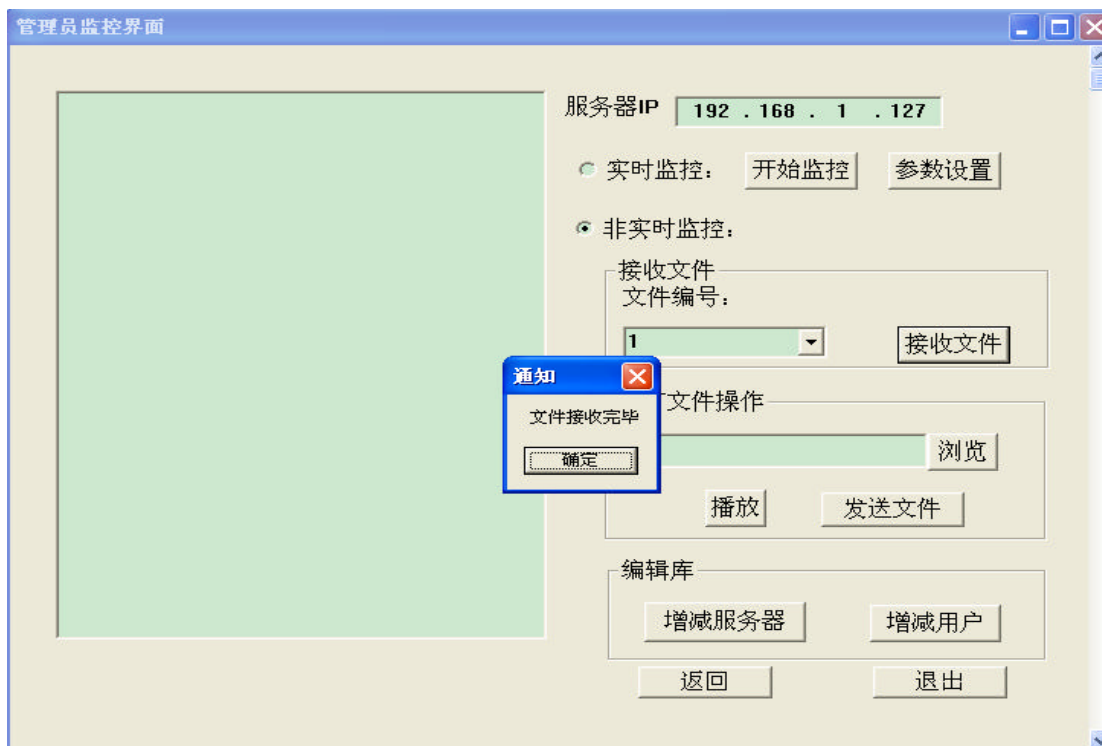 管理员监控界面
服务器IP 192 . 168 . 1 . 127
实时监控： 开始监控 参数设置
非实时监控：
接收文件
文件编号：
1 接收文件
通知
文件接收完毕
确定
文件操作
浏览
播放 发送文件
编辑库
增减服务器 增减用户
返回 退出